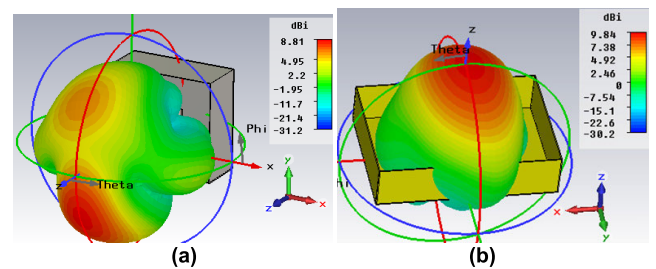 dBi
8.81
4.95
2.2
-1.95
-11.7
-21.4
-31.2
Phi
x
z
Theta
y
x
z
(a)
dBi
9.84
7.38
4.92
2.46
0
-7.54
-15.1
-22.6
-30.2
z
Theta
hi
z
x
y
(b)